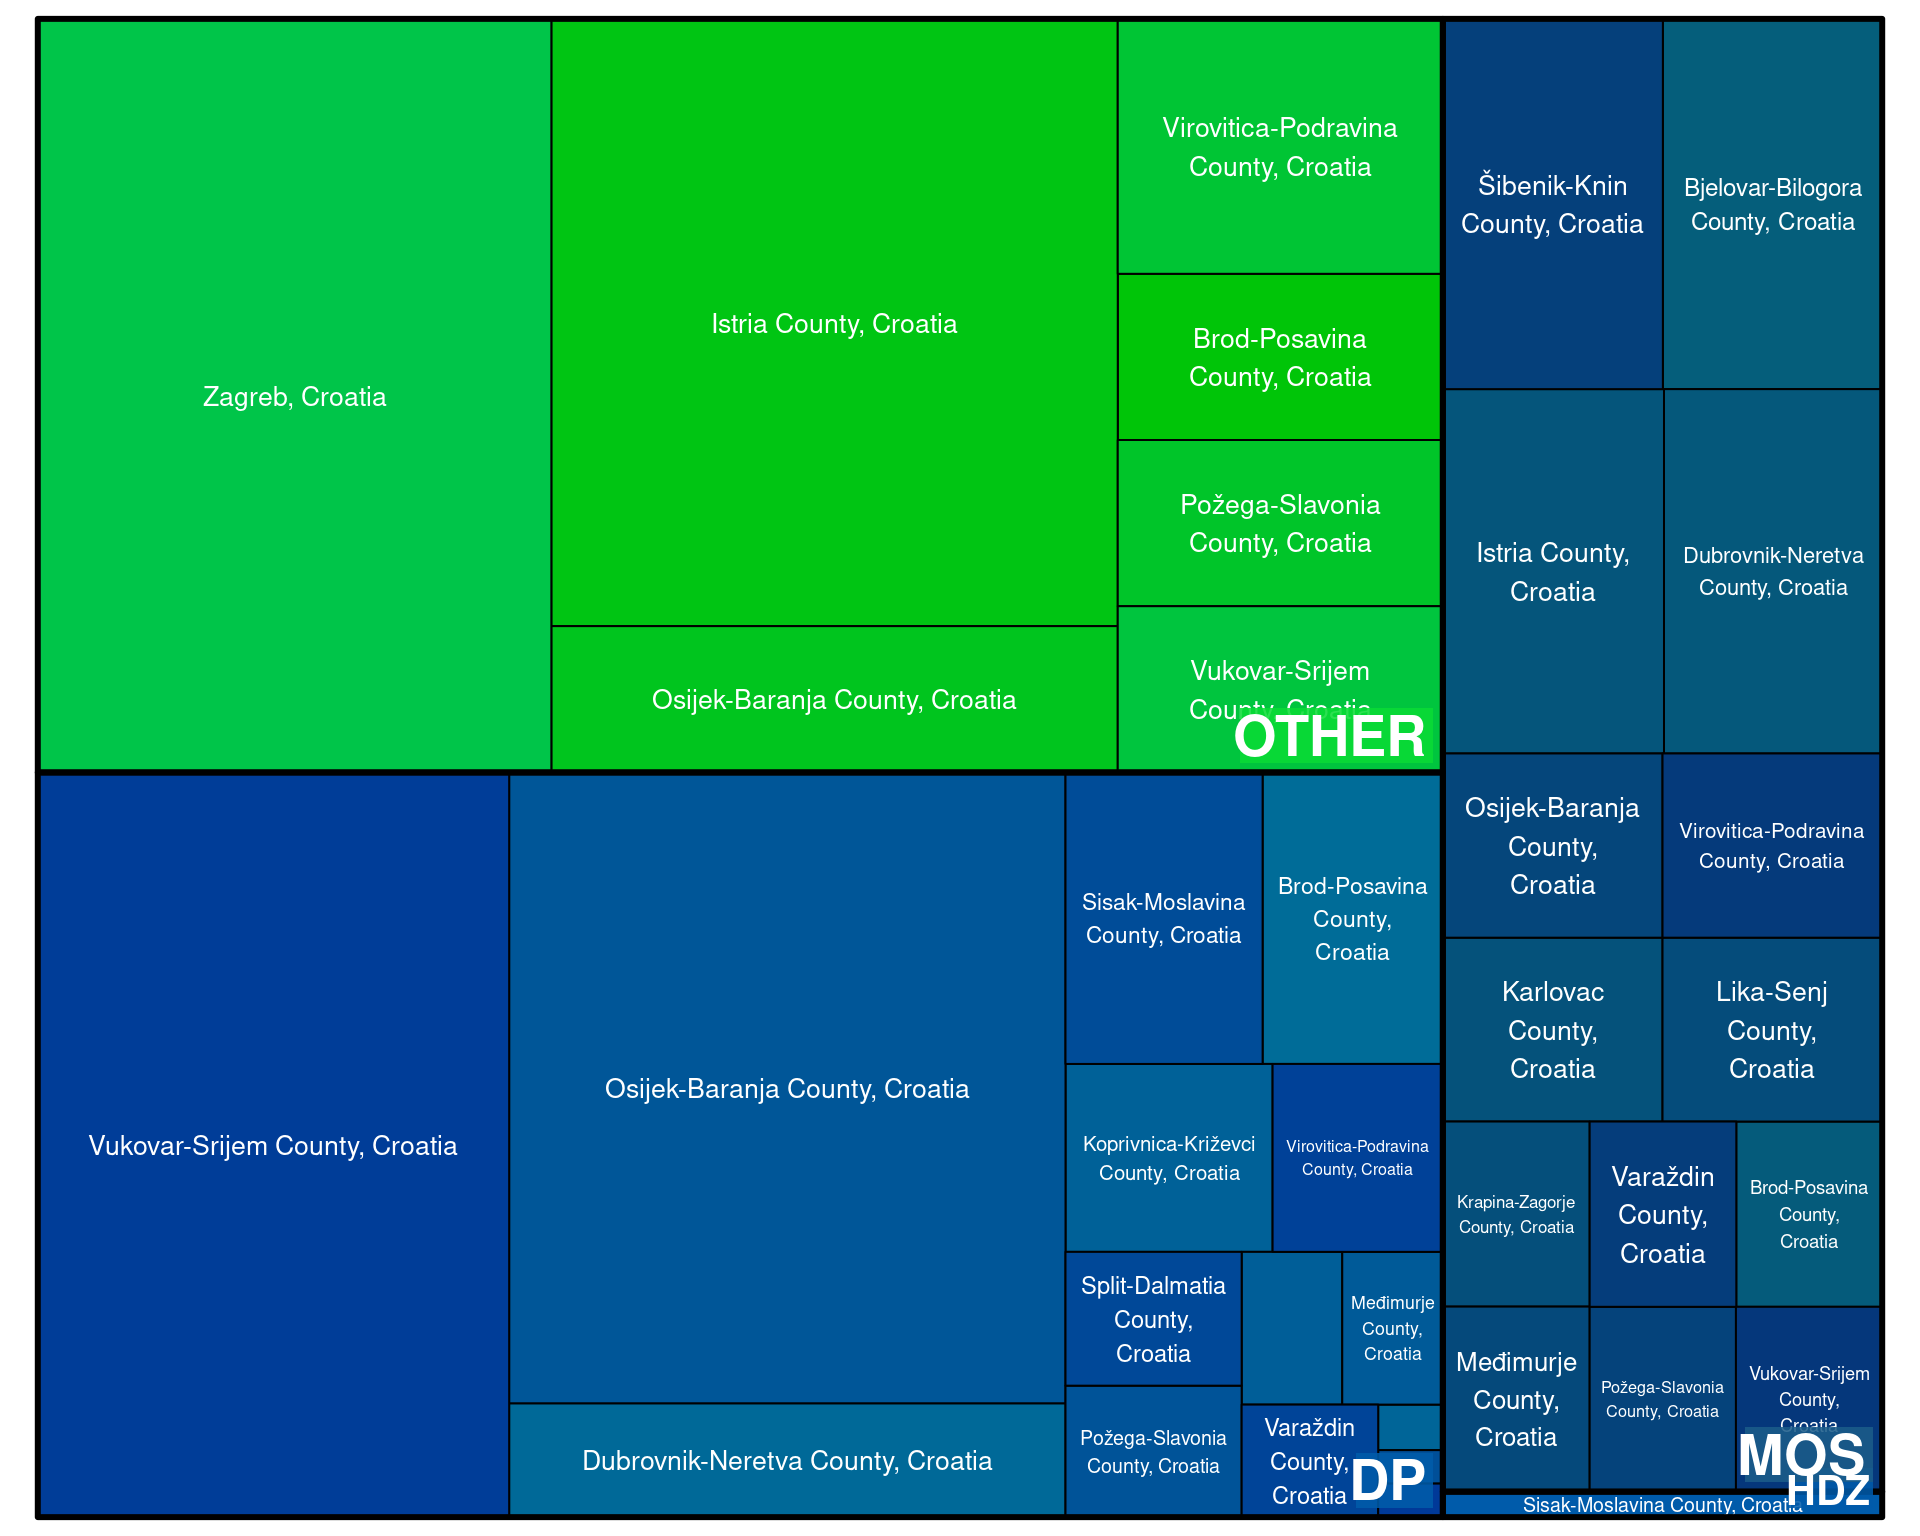 Zagreb, Croatia
Istria County, Croatia
Osijek-Baranja County, Croatia
Virovitica-Podravina
County, Croatia
Brod-Posavina
County, Croatia
Požega-Slavonia
County, Croatia
Vukovar-Srijem
County, Croatia
OTHER
Vukovar-Srijem County, Croatia
Osijek-Baranja County, Croatia
Dubrovnik-Neretva County, Croatia
Sisak-Moslavina
County, Croatia
Brod-Posavina
County,
Croatia
Koprivnica-Križevci
County, Croatia
Virovitica-Podravina
County, Croatia
Split-Dalmatia
County,
Croatia
Međimurje
County,
Croatia
Požega-Slavonia
County, Croatia
Varaždin
County,
Croatia
DP
Šibenik-Knin
County, Croatia
Bjelovar-Bilogora
County, Croatia
Istria County,
Croatia
Dubrovnik-Neretva
County, Croatia
Osijek-Baranja
County,
Croatia
Virovitica-Podravina
County, Croatia
Karlovac
County,
Croatia
Lika-Senj
County,
Croatia
Krapina-Zagorje
County, Croatia
Varaždin
County,
Croatia
Brod-Posavina
County,
Croatia
Međimurje
County,
Croatia
Požega-Slavonia
County, Croatia
Vukovar-Srijem
County,
Croatia
MOS
HDZ
Sisak-Moslavina County, Croatia